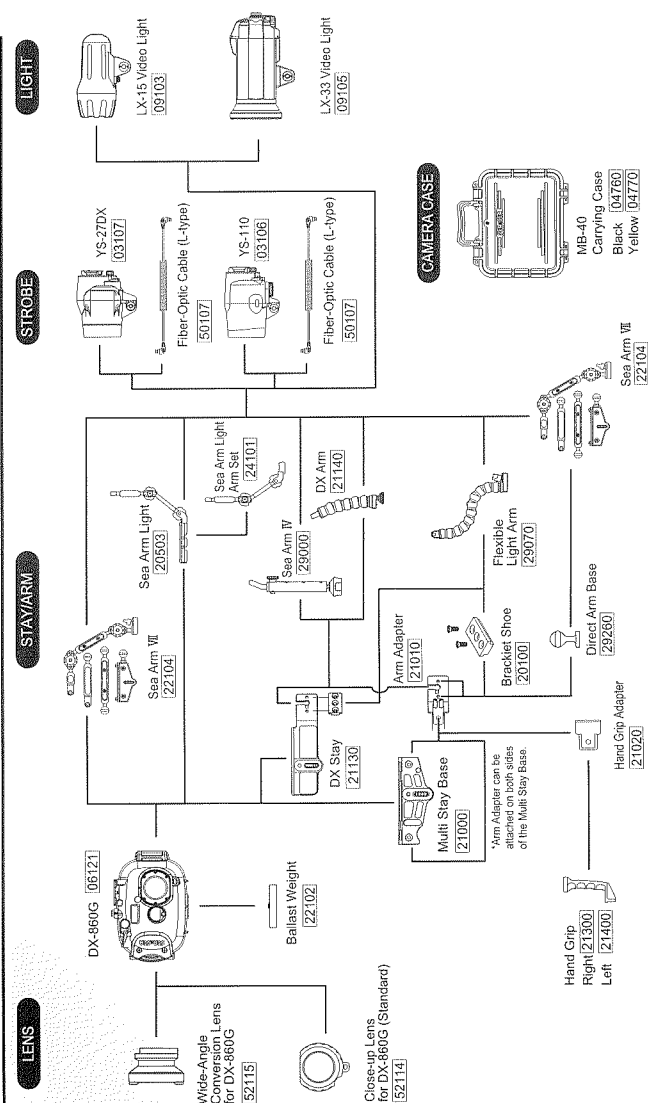 LENS
Wide-Angle
Conversion Lens
for DX-860G
52115
Close-up Lens
for DX-860G (Standard)
52114
DX-860G 06121
Ballast Weight
22102
STAY/ARM
Sea Arm Ⅶ
22104
Sea Arm Light
20503
Sea Arm Light
Arm Set
24101
Sea Arm Ⅳ
29000
DX Arm
21140
DX Stay
21130
Arm Adapter
21010
Flexible
Light Arm
29070
Bracklet Shoe
20100
Multi Stay Base
21000
*Arm Adapter can be
attached on both sides
of the Multi Stay Base.
Direct Arm Base
29260
Sea Arm Ⅶ
22104
Hand Grip Adapter
21020
Hand Grip
Right 21300
Left 21400
STROBE
YS-27DX
03107
Fiber-Optic Cable (L-type)
50107
YS-110
03106
Fiber-Optic Cable (L-type)
50107
LIGHT
LX-15 Video Light
09103
LX-33 Video Light
09105
CAMERA CASE
MB-40
Carrying Case
Black 04760
Yellow 04770